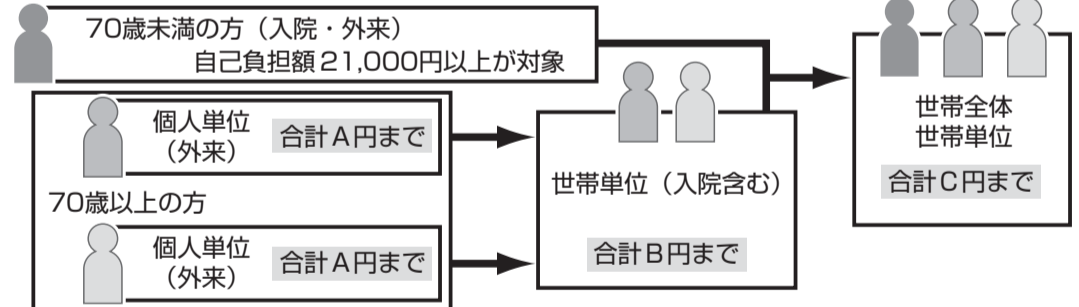 70歳未満の方（入院・外来）
自己負担額21,000円以上が対象
個人単位
（外来）
合計A円まで
70歳以上の方
個人単位
（外来）
合計A円まで
世帯単位（入院含む）
合計B円まで
世帯全体
世帯単位
合計C円まで